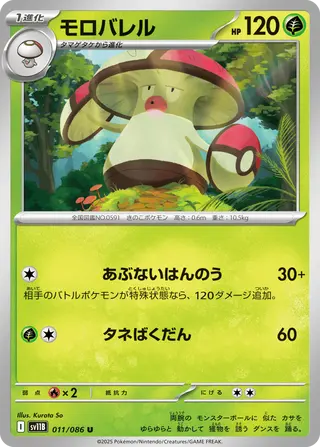 1進化
モロバレル
HP 120
タマゲタケから進化
全国図鑑NO.0591 きのこポケモン 高さ:0.6m 重さ:10.5kg
あぶないはんのう 30+
相手のバトルポケモンが特殊状態なら、120ダメージ追加。
タネばくだん 60
弱点 ×2 抵抗力 にげる
Illus. Kurata So
I sv11B 011/086 U
両腕の モンスターボールに 似た カサを
ゆらゆらと 動かして 獲物を 誘う ダンスを 踊る。
©2025 Pokémon/Nintendo/Creatures/GAME FREAK.